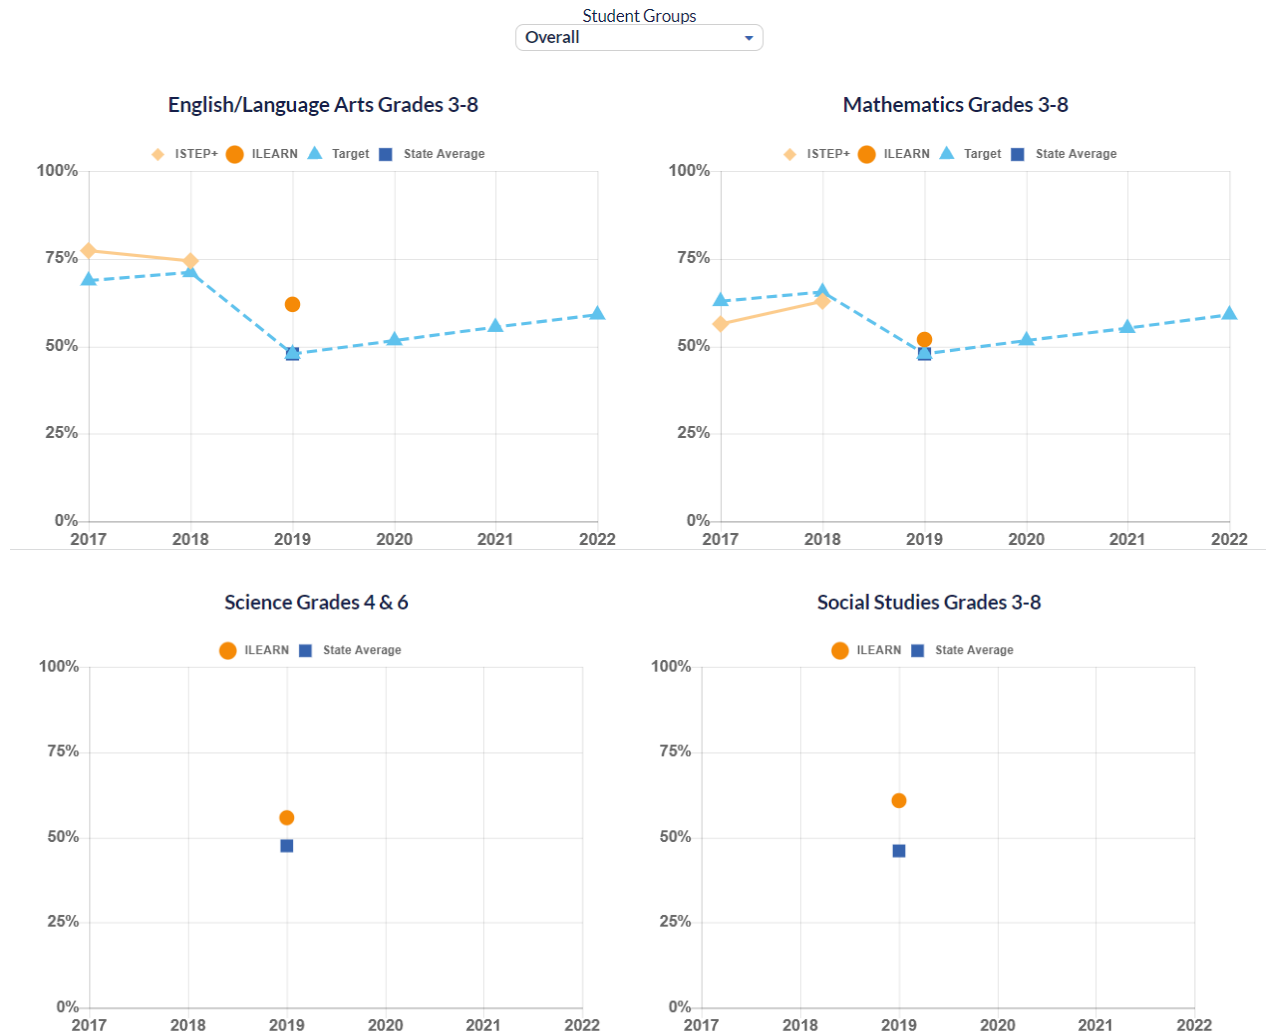 Student Groups
Overall
English/Language Arts Grades 3-8
ISTEP+ ILEARN Target State Average
100%
75%
50%
25%
0%
2017 2018 2019 2020 2021 2022
Mathematics Grades 3-8
ISTEP+ ILEARN Target State Average
100%
75%
50%
25%
0%
2017 2018 2019 2020 2021 2022
Science Grades 4 & 6
ILEARN State Average
100%
75%
50%
25%
0%
2017 2018 2019 2020 2021 2022
Social Studies Grades 3-8
ILEARN State Average
100%
75%
50%
25%
0%
2017 2018 2019 2020 2021 2022